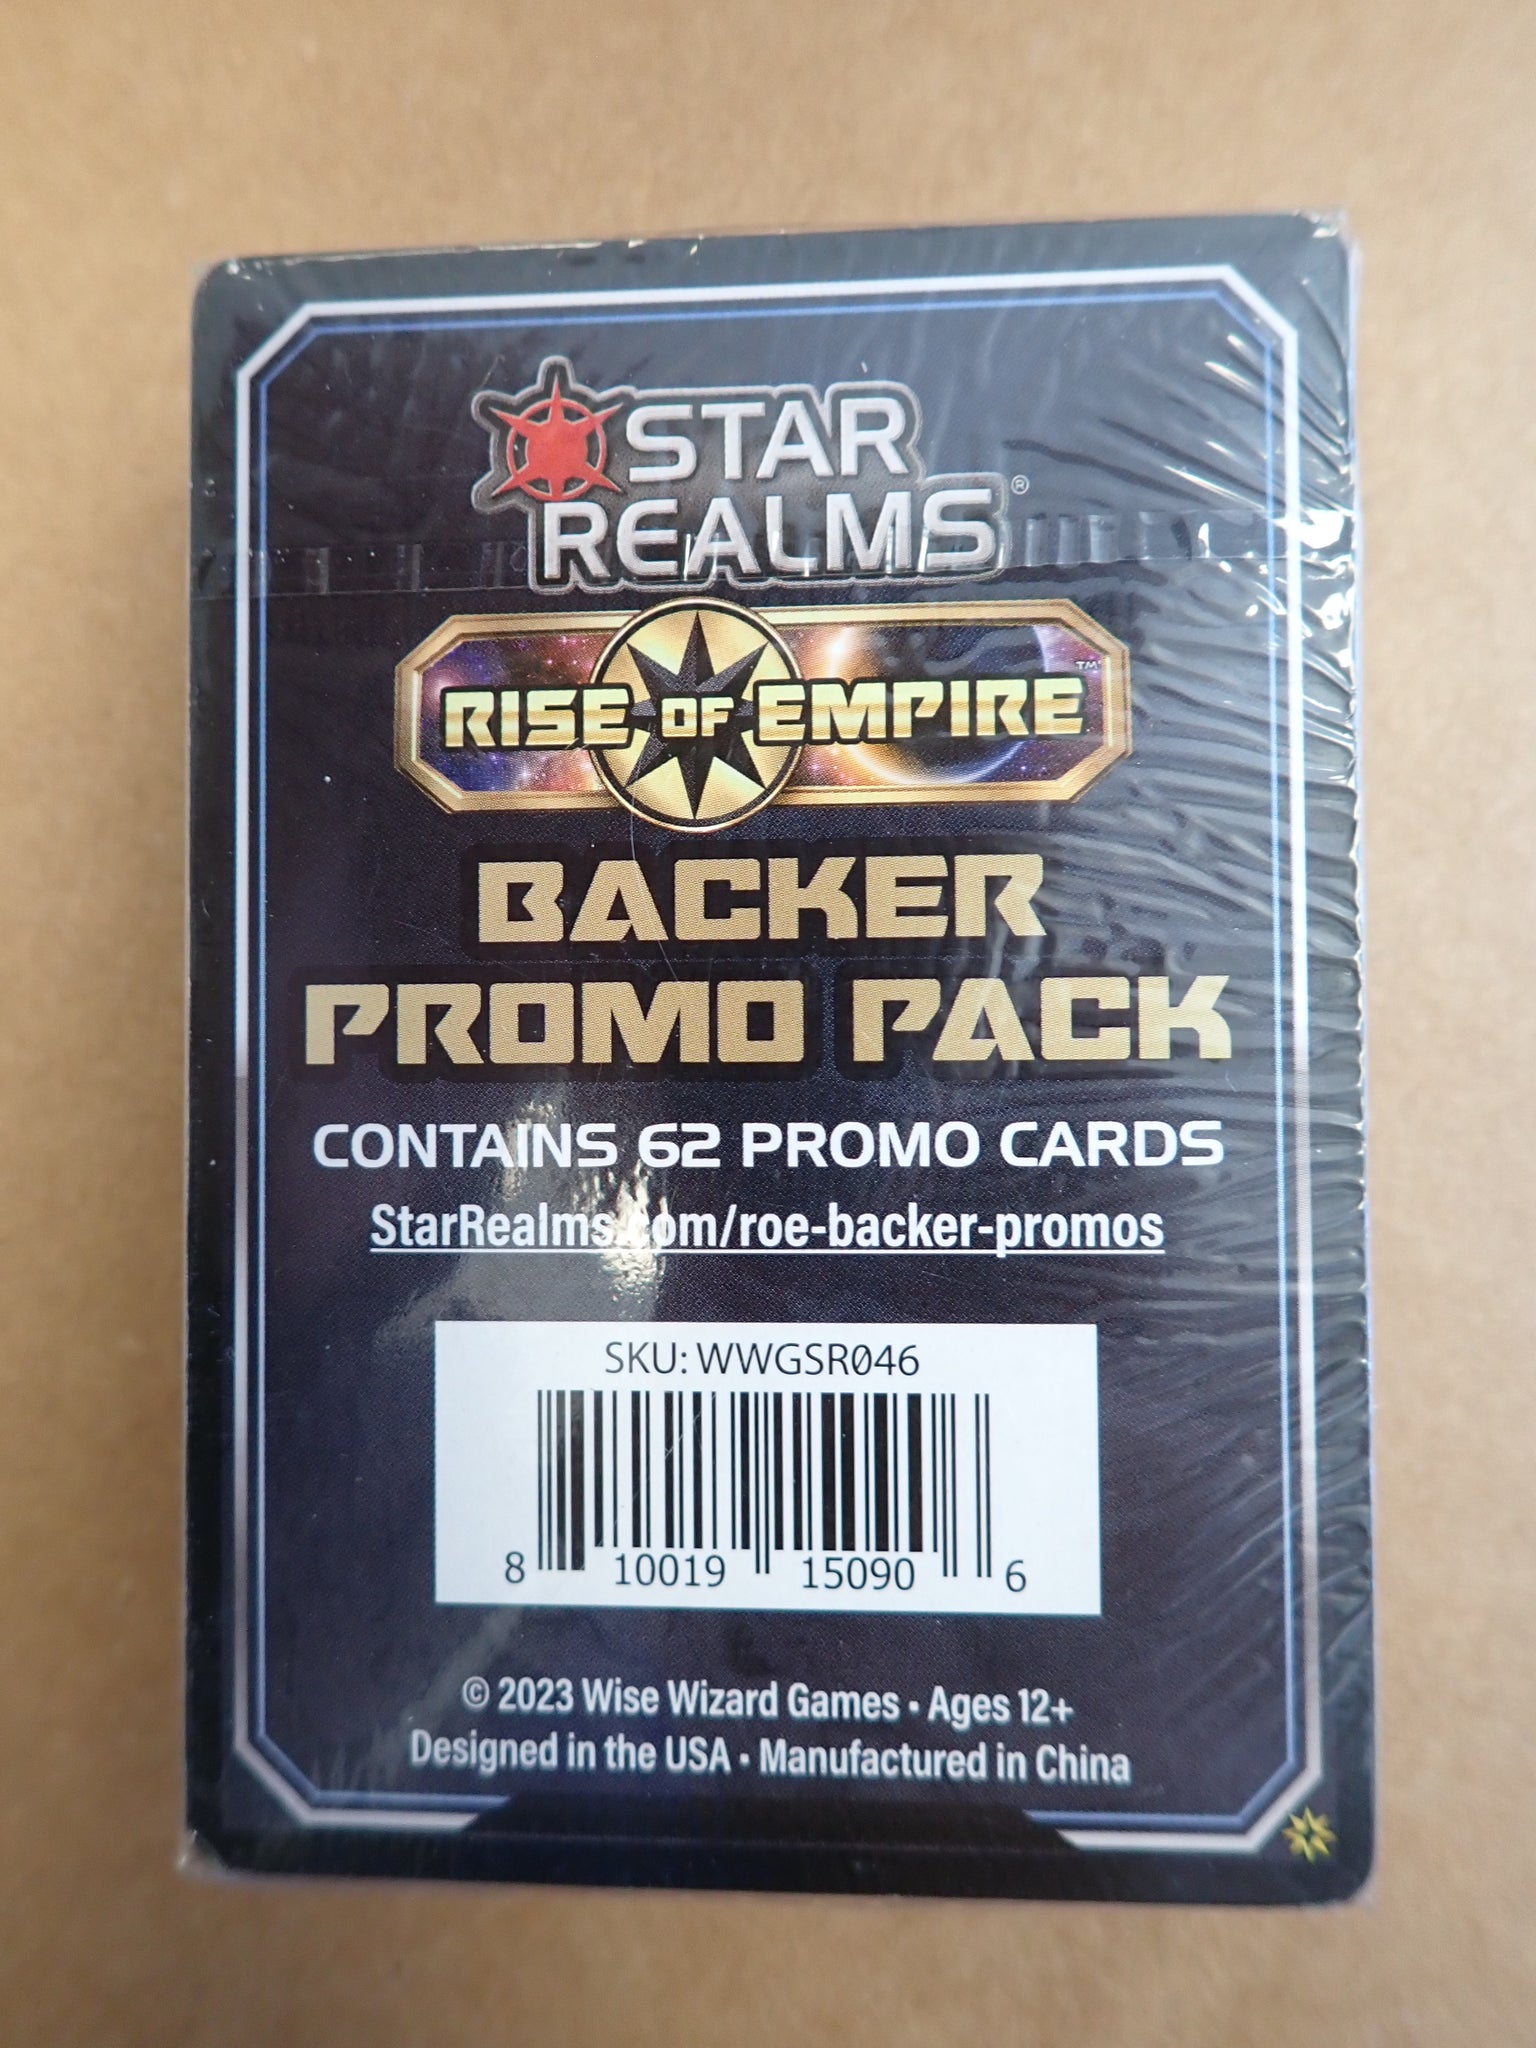 STAR
REALMS®
RISE OF EMPIRE™
BACKER
PROMO PACK
CONTAINS 62 PROMO CARDS
StarRealms.com/roe-backer-promos
SKU: WWGSR046
8 10019 15090 6
© 2023 Wise Wizard Games • Ages 12+
Designed in the USA • Manufactured in China